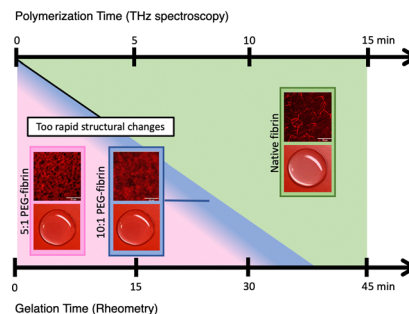 Polymerization Time (THz spectroscopy)
0 5 10 15 min
Too rapid structural changes
5:1 PEG-fibrin
10:1 PEG-fibrin
Native fibrin
0 15 30 45 min
Gelation Time (Rheometry)